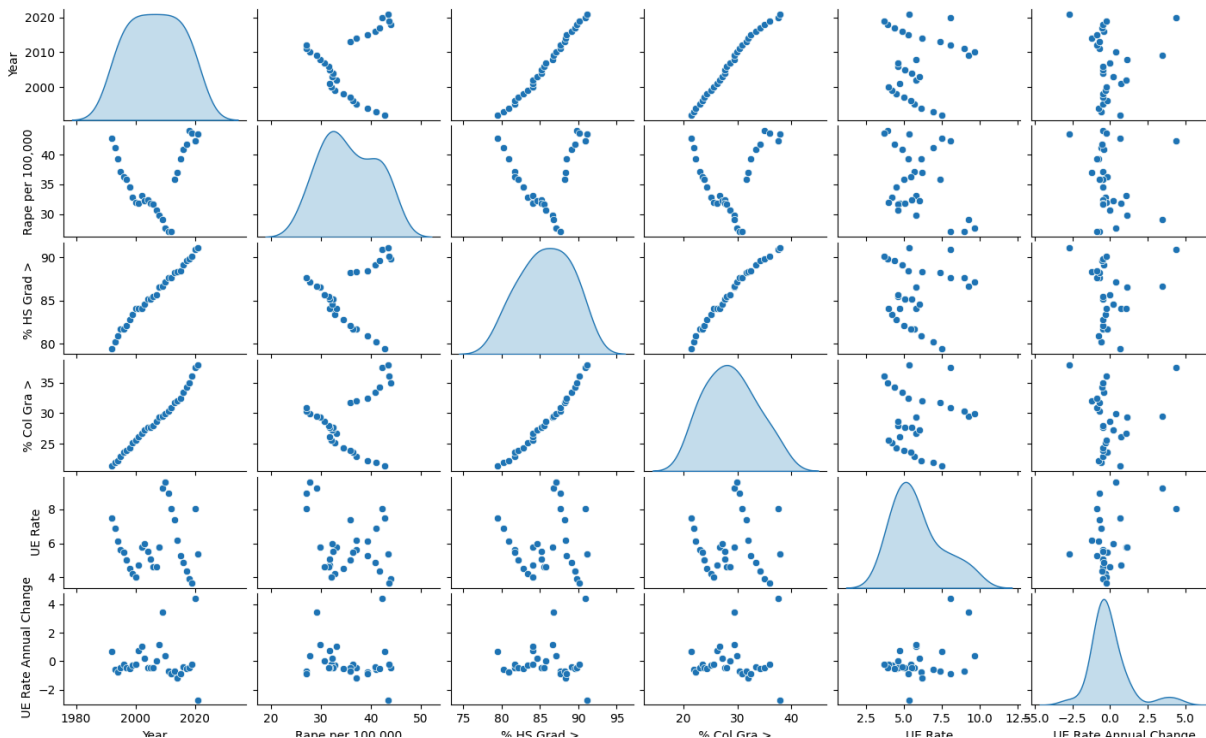 2020
2010
2000
Year
40
35
30
Rape per 100,000
90
85
80
% HS Grad >
35
30
25
% Col Gra >
10
8
6
4
UE Rate
4
2
0
−2
UE Rate Annual Change
1980 2000 2020 20 30 40 50 75 80 85 90 95 20 30 40 2.5 5.0 7.5 10.0 12.5 −5.0 −2.5 0.0 2.5 5.0
Year Rape per 100,000 % HS Grad > % Col Gra > UE Rate UE Rate Annual Change